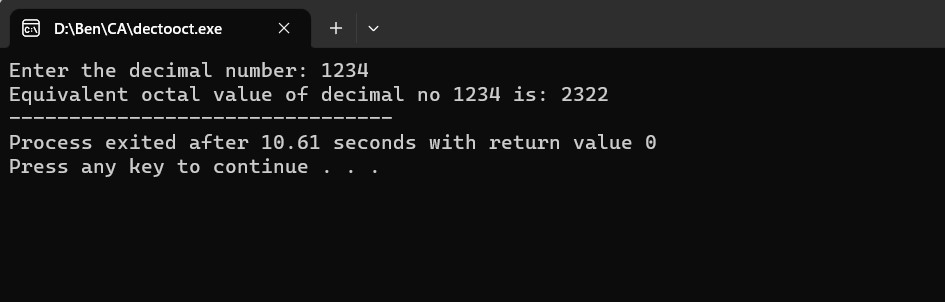 D:\Ben\CA\dectooct.exe
Enter the decimal number: 1234
Equivalent octal value of decimal no 1234 is: 2322
--------------------------------
Process exited after 10.61 seconds with return value 0
Press any key to continue . . .